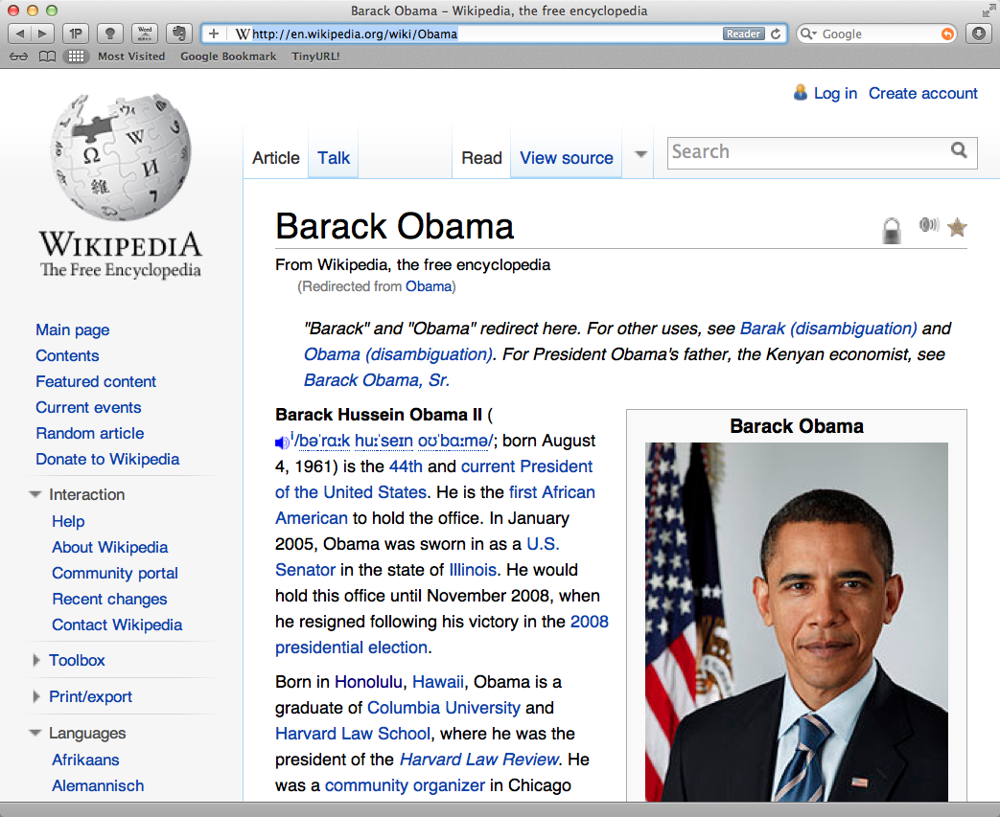 Barack Obama – Wikipedia, the free encyclopedia
1P
Word
W http://en.wikipedia.org/wiki/Obama
Reader
Google
Most Visited
Google Bookmark
TinyURL!
Log in
Create account
Ω W И 維 7
WIKIPEDIA
The Free Encyclopedia
Article
Talk
Read
View source
Search
Main page
Contents
Featured content
Current events
Random article
Donate to Wikipedia
Interaction
Help
About Wikipedia
Community portal
Recent changes
Contact Wikipedia
Toolbox
Print/export
Languages
Afrikaans
Alemannisch
Barack Obama
From Wikipedia, the free encyclopedia
(Redirected from Obama)
"Barack" and "Obama" redirect here. For other uses, see Barak (disambiguation) and
Obama (disambiguation). For President Obama's father, the Kenyan economist, see
Barack Obama, Sr.
Barack Hussein Obama II (
i/bəˈrɑːk huːˈseɪn oʊˈbɑːmə/; born August
4, 1961) is the 44th and current President
of the United States. He is the first African
American to hold the office. In January
2005, Obama was sworn in as a U.S.
Senator in the state of Illinois. He would
hold this office until November 2008, when
he resigned following his victory in the 2008
presidential election.
Born in Honolulu, Hawaii, Obama is a
graduate of Columbia University and
Harvard Law School, where he was the
president of the Harvard Law Review. He
was a community organizer in Chicago
Barack Obama